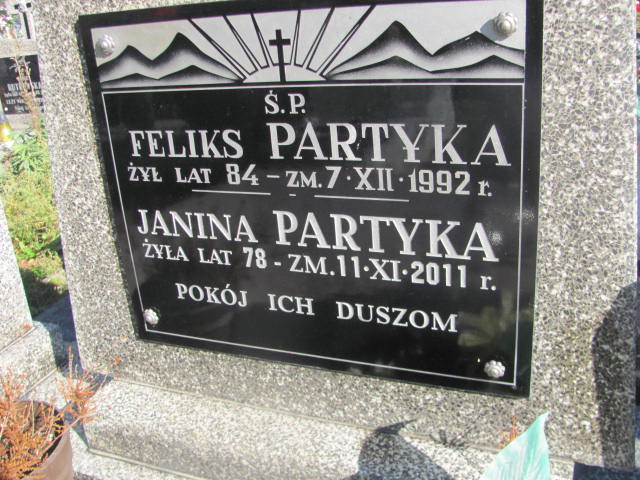 Ś. P.
FELIKS PARTYKA
ŻYŁ LAT 84 - ZM. 7·XII·1992 r.
JANINA PARTYKA
ŻYŁA LAT 78 - ZM. 11·XI·2011 r.
POKÓJ ICH DUSZOM